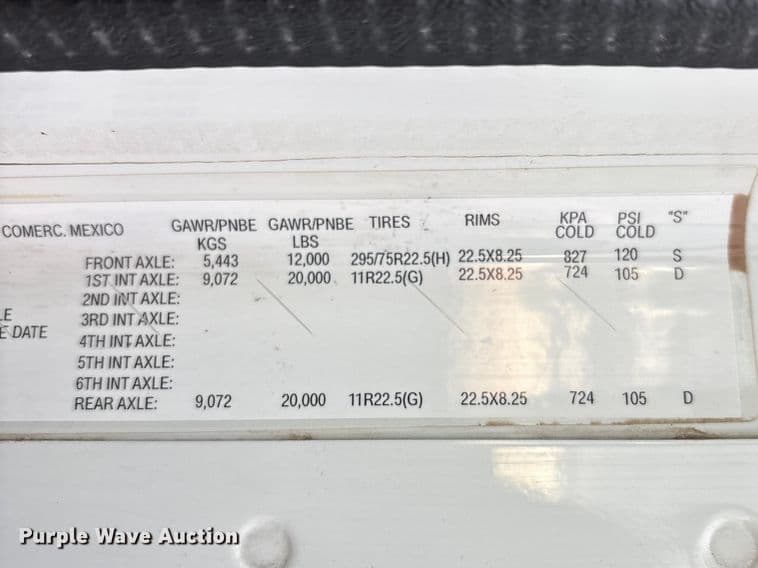 COMERC. MEXICO GAWR/PNBE GAWR/PNBE TIRES RIMS KPA PSI "S"
KGS LBS COLD COLD
FRONT AXLE: 5,443 12,000 295/75R22.5(H) 22.5X8.25 827 120 S
1ST INT AXLE: 9,072 20,000 11R22.5(G) 22.5X8.25 724 105 D
2ND INT AXLE:
3RD INT AXLE:
4TH INT AXLE:
E DATE
5TH INT AXLE:
6TH INT AXLE:
REAR AXLE: 9,072 20,000 11R22.5(G) 22.5X8.25 724 105 D
Purple Wave Auction